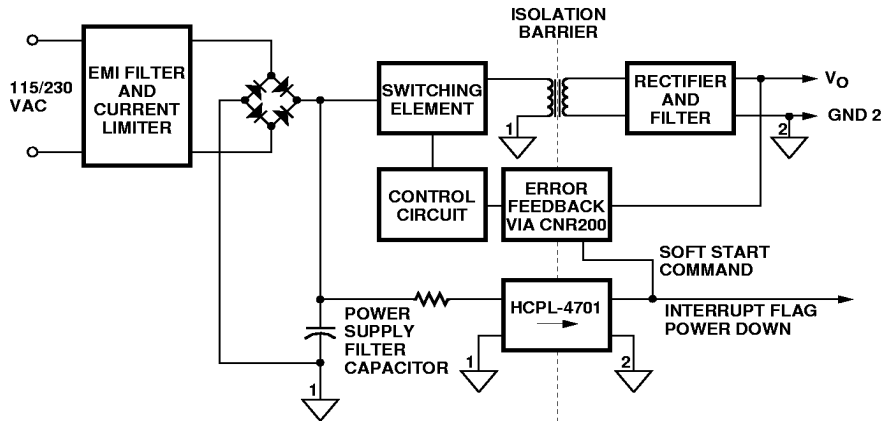 ISOLATION
BARRIER
115/230
VAC
EMI FILTER
AND
CURRENT
LIMITER
SWITCHING
ELEMENT
1
RECTIFIER
AND
FILTER
VO
2
GND 2
CONTROL
CIRCUIT
ERROR
FEEDBACK
VIA CNR200
SOFT START
COMMAND
HCPL-4701
INTERRUPT FLAG
POWER DOWN
POWER
SUPPLY
FILTER
CAPACITOR
1
2
1